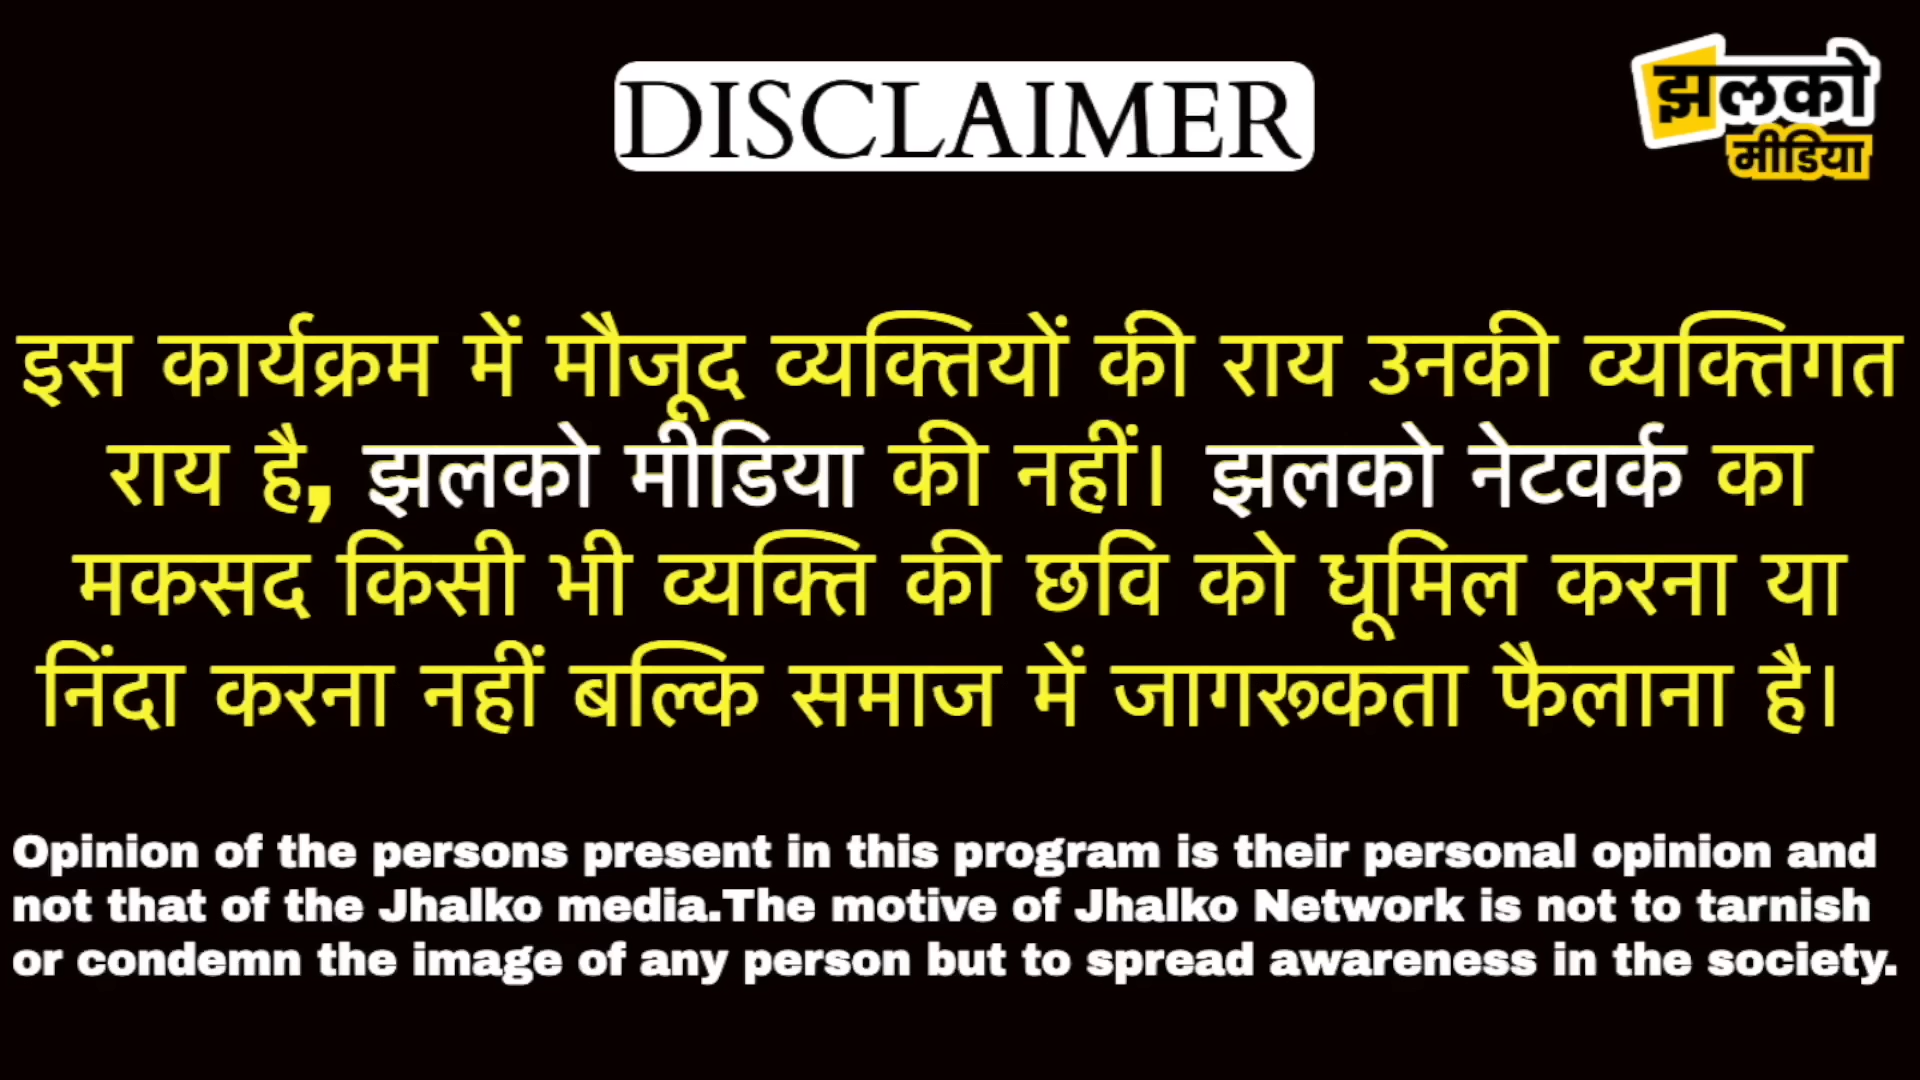 DISCLAIMER
झलको
मीडिया
इस कार्यक्रम में मौजूद व्यक्तियों की राय उनकी व्यक्तिगत
राय है, झलको मीडिया की नहीं। झलको नेटवर्क का
मकसद किसी भी व्यक्ति की छवि को धूमिल करना या
निंदा करना नहीं बल्कि समाज में जागरूकता फैलाना है।
Opinion of the persons present in this program is their personal opinion and
not that of the Jhalko media.The motive of Jhalko Network is not to tarnish
or condemn the image of any person but to spread awareness in the society.